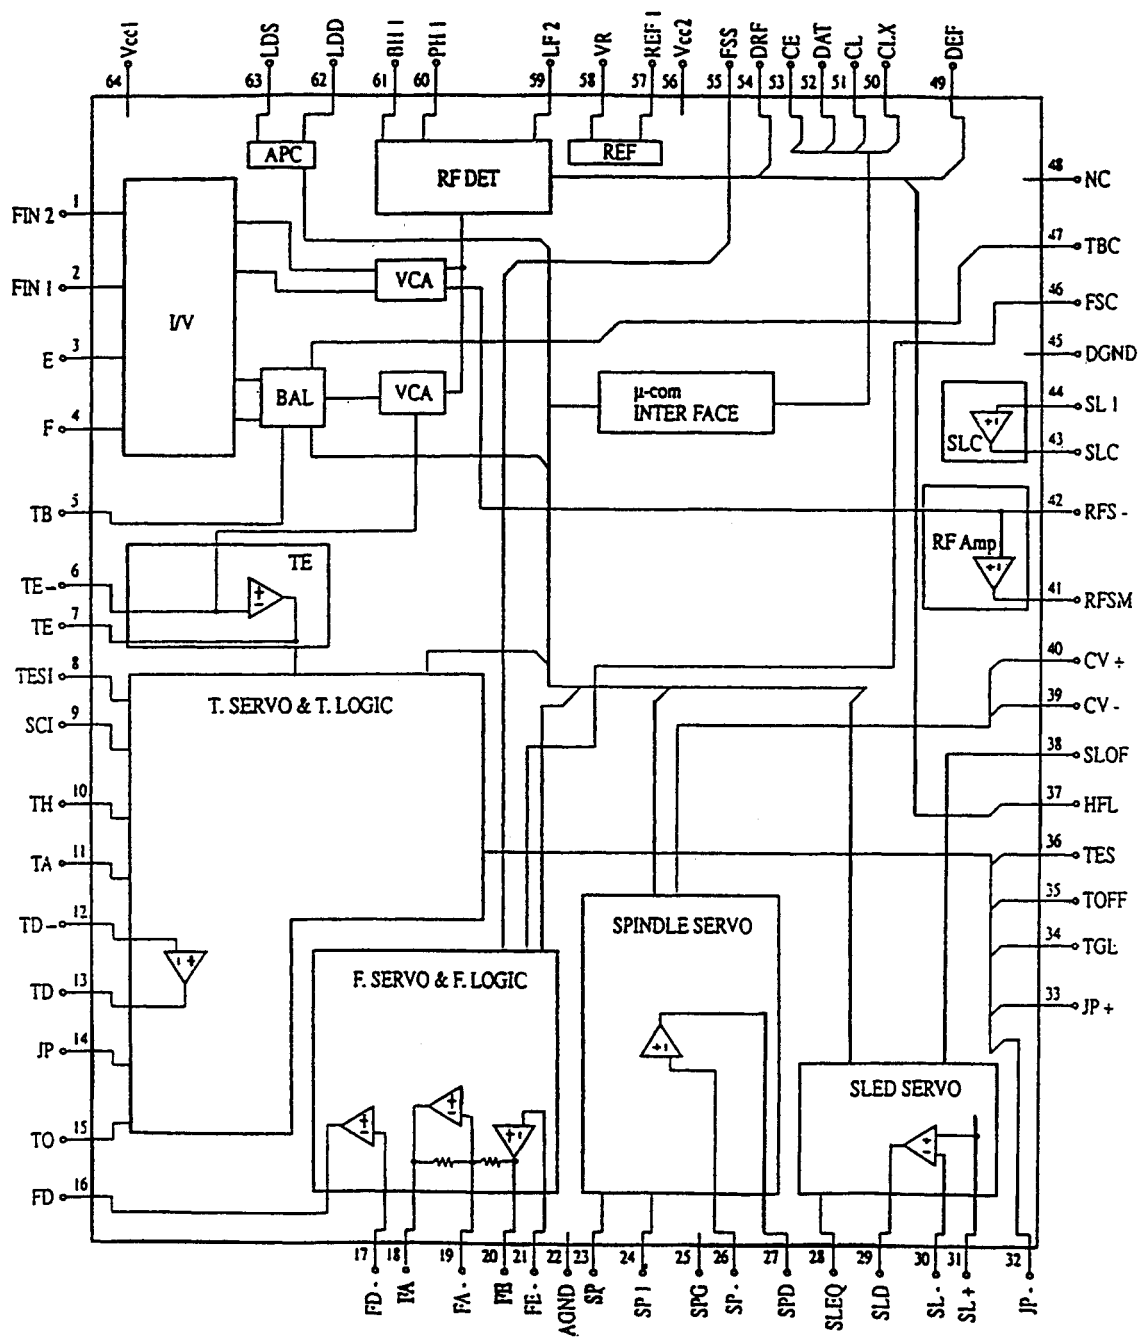 Vcc1 LDS LDD BH 1 PH 1 LF 2 VR REF 1 Vcc2 FSS DRF CE DAT CL CLX DEF
64 63 62 61 60 59 58 57 56 55 54 53 52 51 50 49
APC
RF DET
REF
48 NC
FIN 2 1
47 TBC
FIN 1 2
I/V
VCA
46 FSC
E 3
45 DGND
BAL
VCA
μ-com
INTER FACE
44 SL I
F 4
SLC
43 SLC
TB 5
42 RFS -
RF Amp
TE
TE - 6
41 RFSM
TE 7
40 CV +
TESI 8
T. SERVO & T. LOGIC
39 CV -
SCI 9
38 SLOF
TH 10
37 HFL
TA 11
36 TES
35 TOFF
TD - 12
SPINDLE SERVO
34 TGL
F. SERVO & F. LOGIC
TD 13
33 JP +
JP 14
SLED SERVO
TO 15
FD 16
17 18 19 20 21 22 23 24 25 26 27 28 29 30 31 32
FD - FA FA - FE FE - AGND SP SP I SPG SP - SPD SLEQ SLD SL - SL + JP -